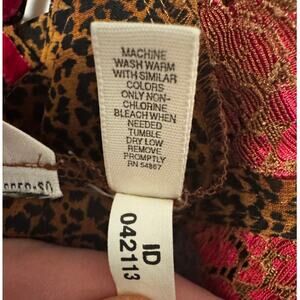 MACHINE
WASH WARM
WITH SIMILAR
COLORS
ONLY NON-
CHLORINE
BLEACH WHEN
NEEDED
TUMBLE
DRY LOW
REMOVE
PROMPTLY
RN 54867
ID
042113